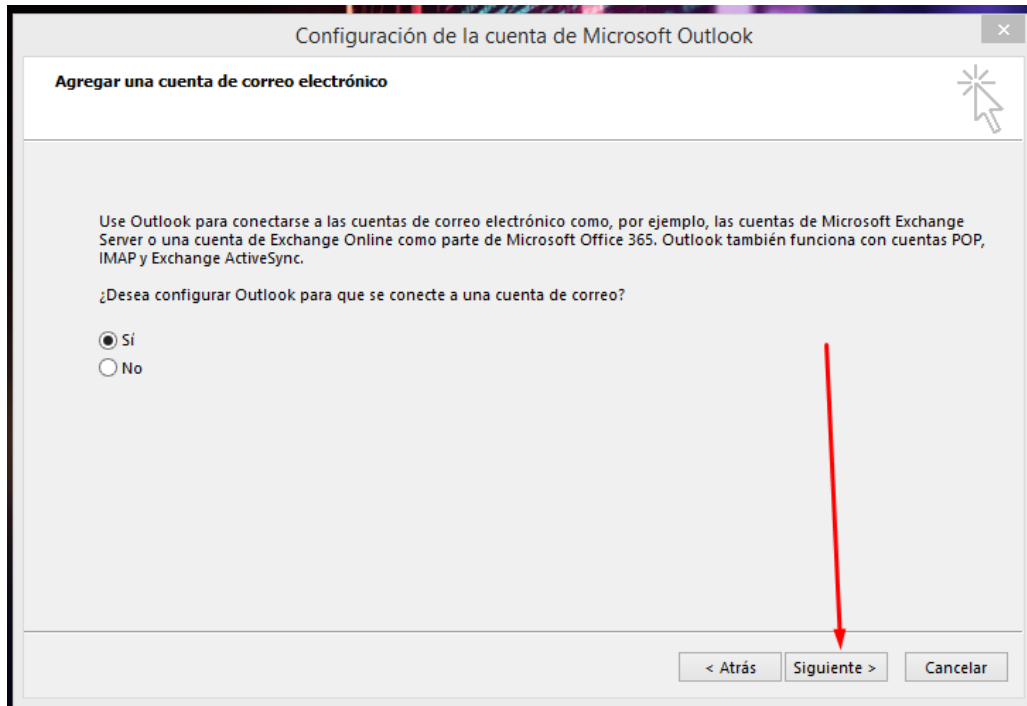 Configuración de la cuenta de Microsoft Outlook
Agregar una cuenta de correo electrónico
Use Outlook para conectarse a las cuentas de correo electrónico como, por ejemplo, las cuentas de Microsoft Exchange
Server o una cuenta de Exchange Online como parte de Microsoft Office 365. Outlook también funciona con cuentas POP,
IMAP y Exchange ActiveSync.
¿Desea configurar Outlook para que se conecte a una cuenta de correo?
Sí
No
< Atrás
Siguiente >
Cancelar